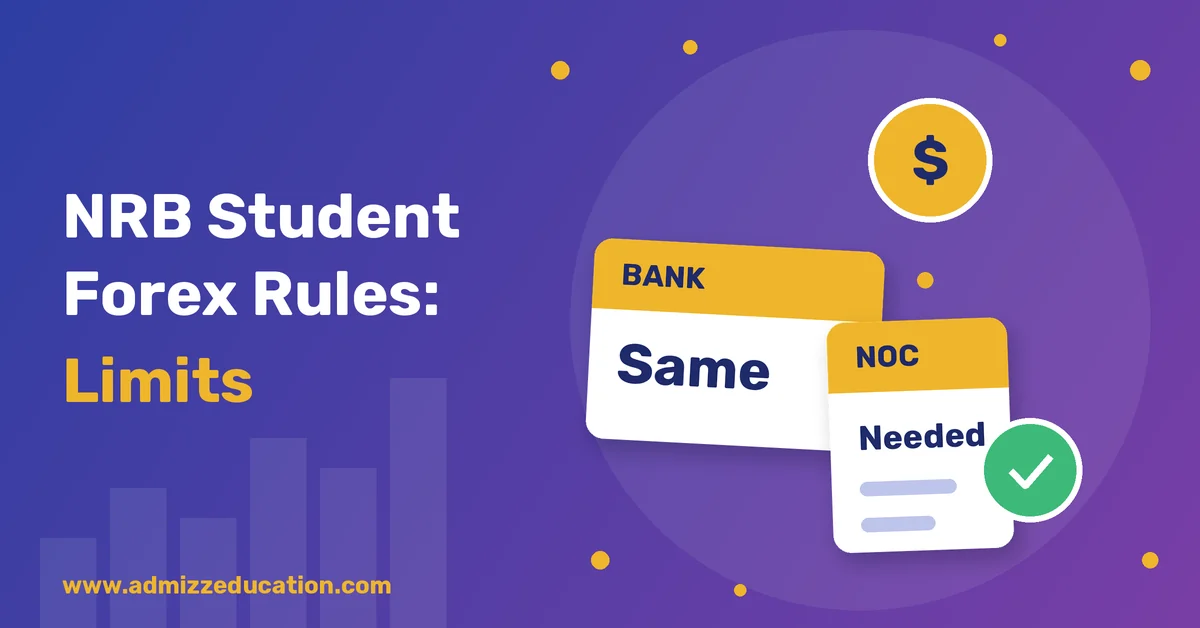 NRB Student
Forex Rules:
Limits
$
BANK
Same
NOC
Needed
www.admizzeducation.com